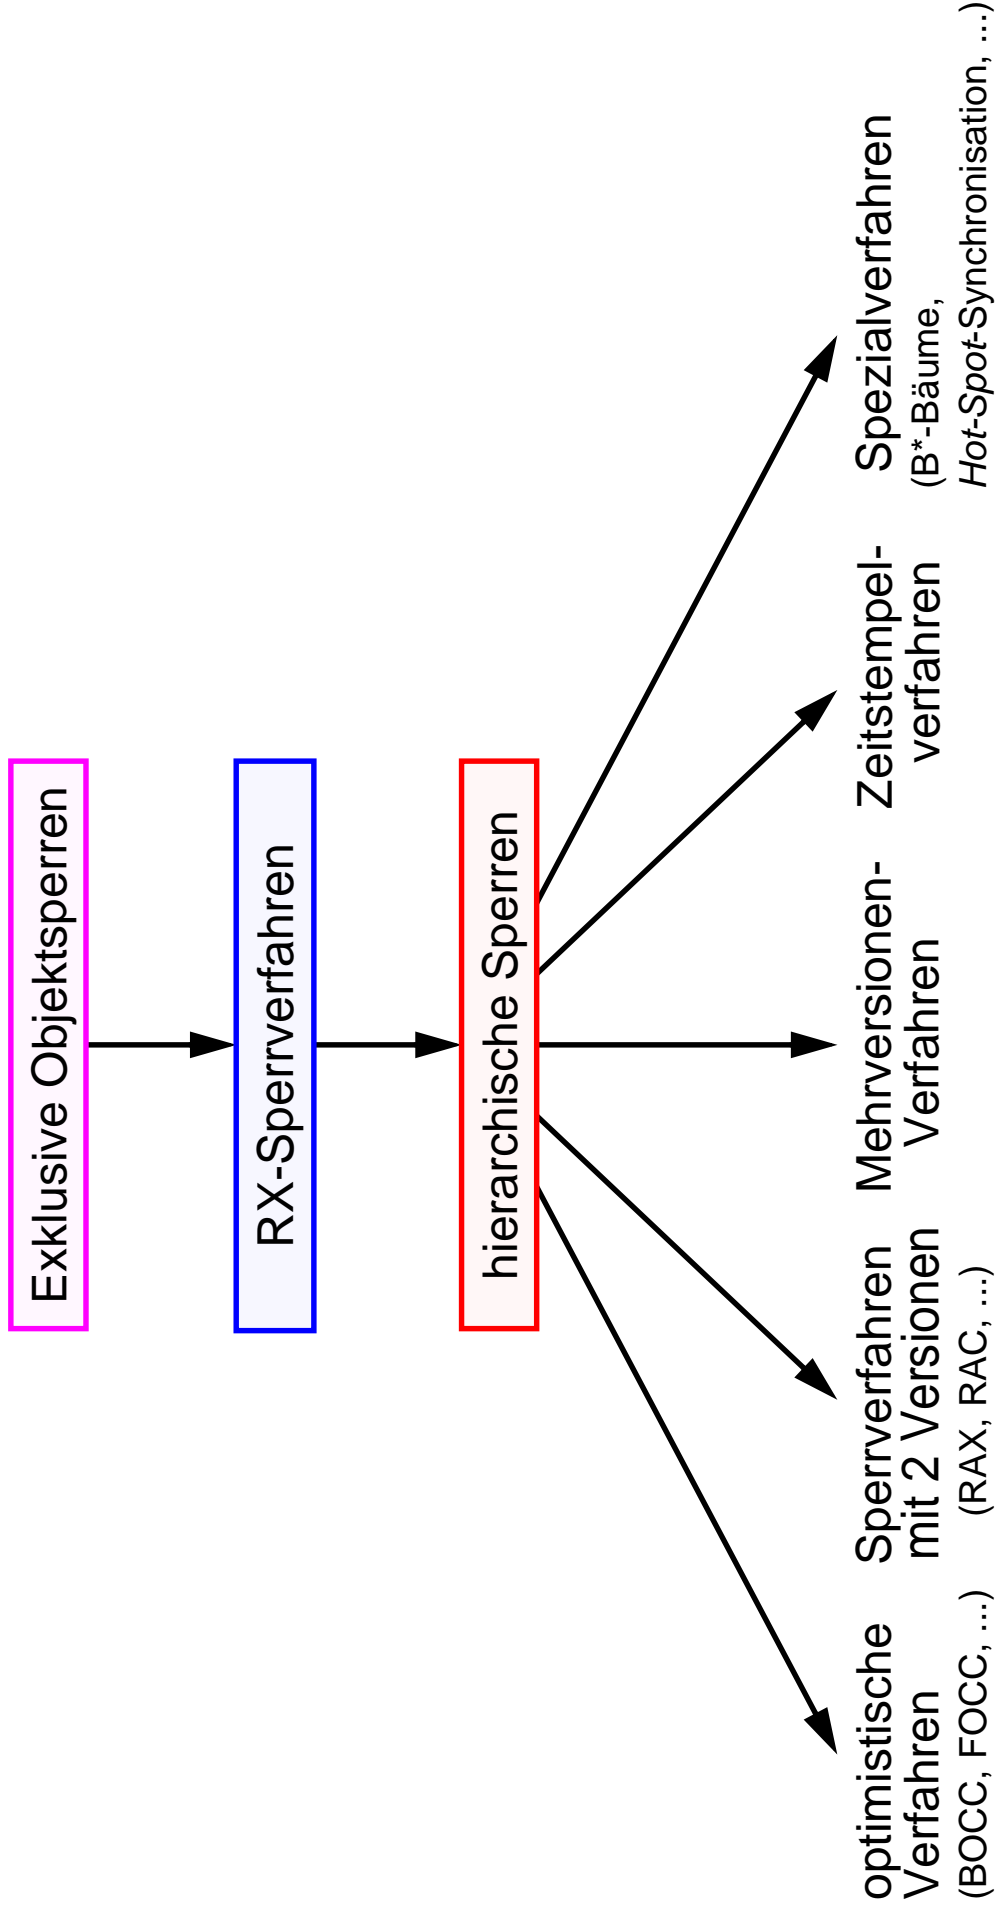 Exklusive Objektsperren
RX-Sperrverfahren
hierarchische Sperren
optimistische
Verfahren
(BOCC, FOCC, ...)
Sperrverfahren
mit 2 Versionen
(RAX, RAC, ...)
Mehrversionen-
Verfahren
Zeitstempel-
verfahren
Spezialverfahren
(B*-Bäume,
Hot-Spot-Synchronisation, ...)